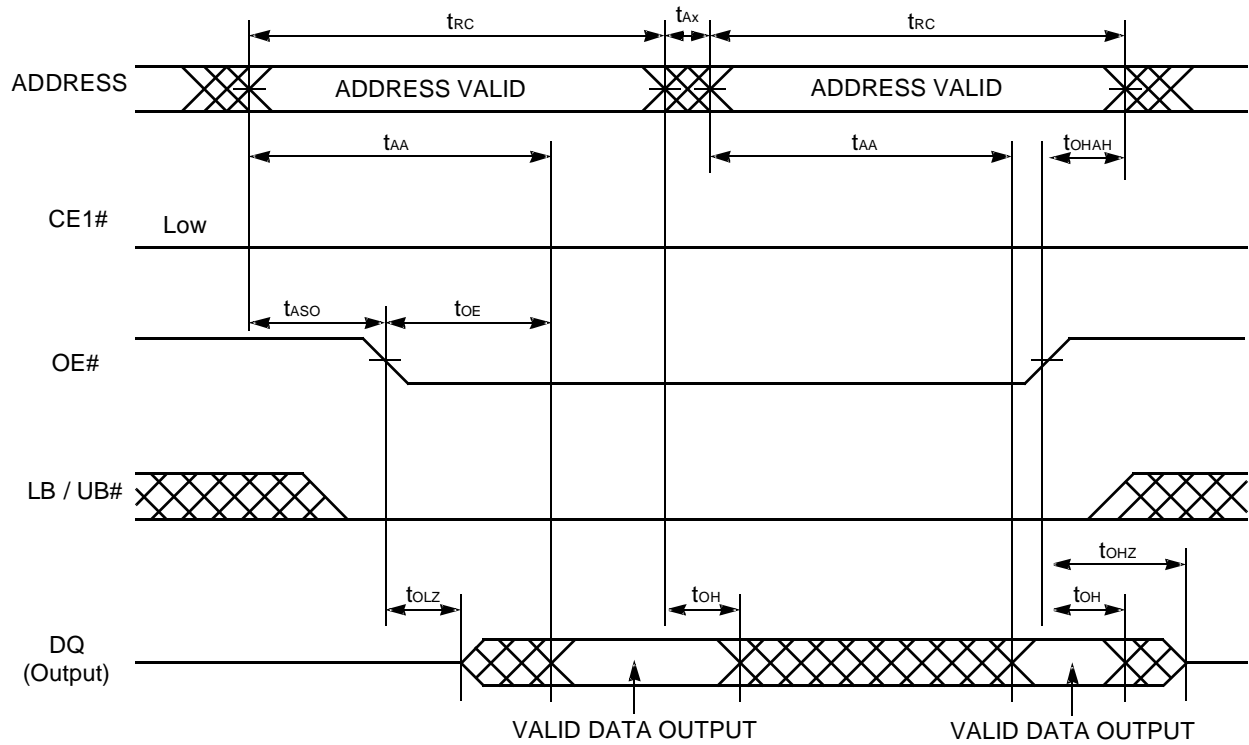 tRC tAx tRC
ADDRESS ADDRESS VALID ADDRESS VALID
tAA tAA tOHAH
CE1# Low
tASO tOE
OE#
LB / UB#
tOHZ
tOLZ tOH tOH
DQ
(Output)
VALID DATA OUTPUT VALID DATA OUTPUT